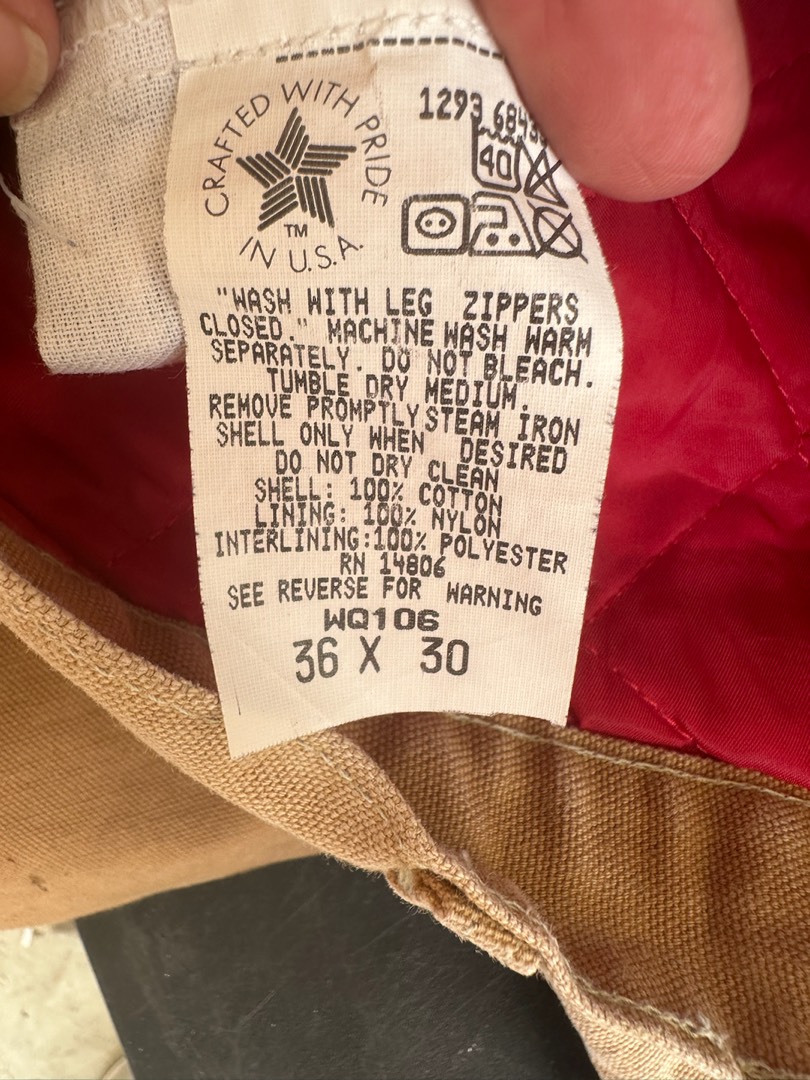 CRAFTED WITH PRIDE
TM
IN U.S.A.
1293
40
"WASH WITH LEG ZIPPERS
CLOSED." MACHINE WASH WARM
SEPARATELY. DO NOT BLEACH.
TUMBLE DRY MEDIUM.
REMOVE PROMPTLY STEAM IRON
SHELL ONLY WHEN DESIRED
DO NOT DRY CLEAN
SHELL: 100% COTTON
LINING: 100% NYLON
INTERLINING:100% POLYESTER
RN 14806
SEE REVERSE FOR WARNING
WQ106
36 X 30